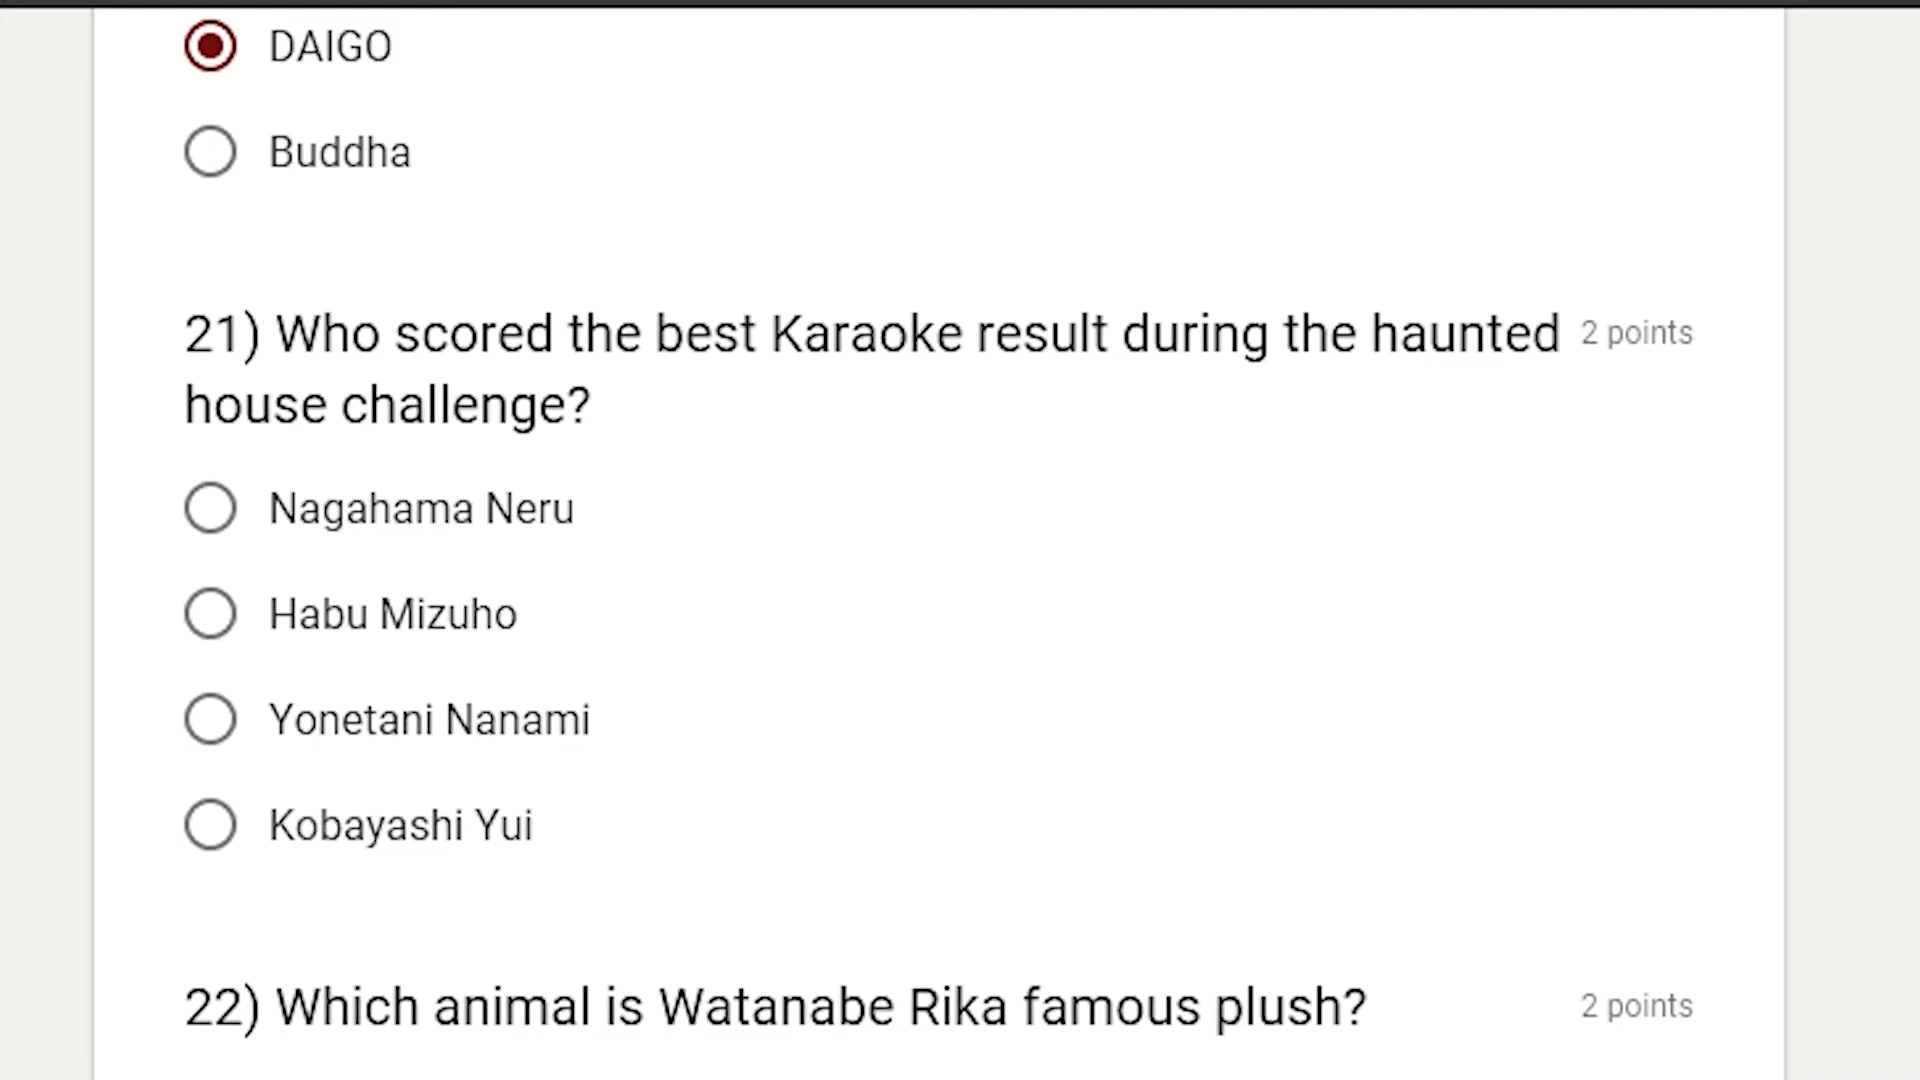 DAIGO
Buddha
21) Who scored the best Karaoke result during the haunted 2 points
house challenge?
Nagahama Neru
Habu Mizuho
Yonetani Nanami
Kobayashi Yui
22) Which animal is Watanabe Rika famous plush? 2 points